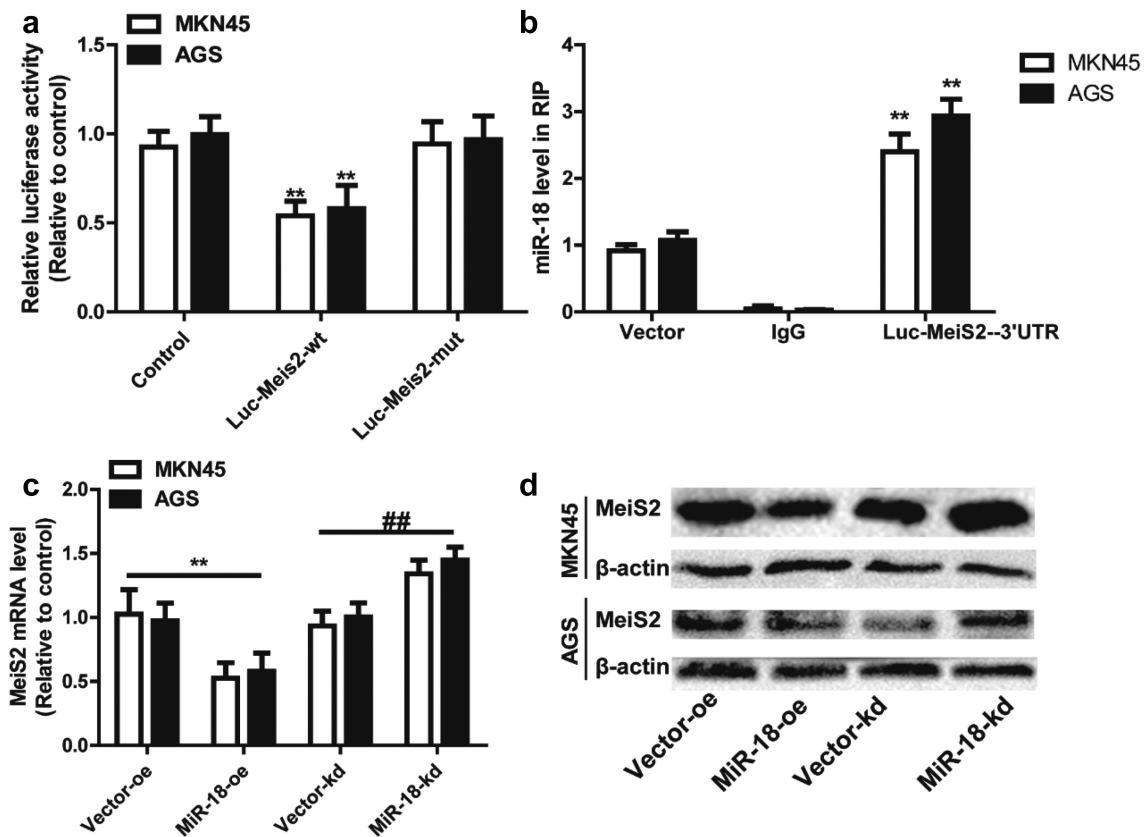 a
MKN45
AGS
Relative luciferase activity
(Relative to control)
1.5
1.0
0.5
0.0
**
**
Control
Luc-Meis2-wt
Luc-Meis2-mut
b
MKN45
AGS
miR-18 level in RIP
4
3
2
1
0
**
**
Vector
IgG
Luc-MeiS2--3'UTR
c
MKN45
AGS
MeiS2 mRNA level
(Relative to control)
2.0
1.5
1.0
0.5
0.0
**
##
Vector-oe
MiR-18-oe
Vector-kd
MiR-18-kd
d
MKN45
MeiS2
β-actin
AGS
MeiS2
β-actin
Vector-oe
MiR-18-oe
Vector-kd
MiR-18-kd